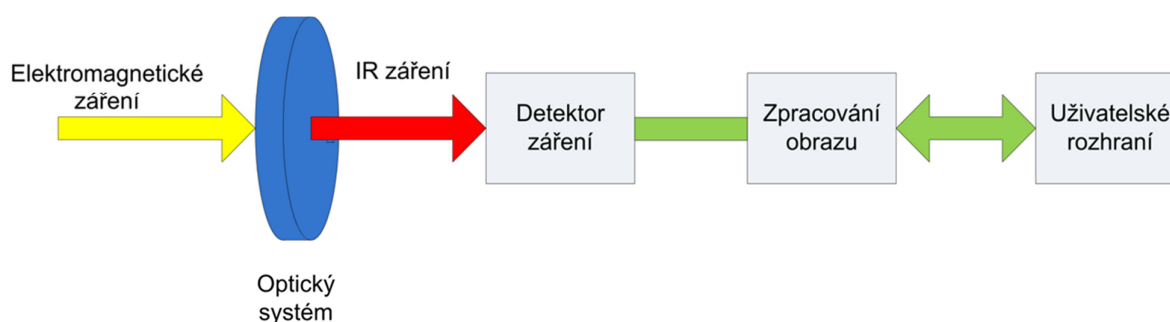 Elektromagnetické
záření
IR záření
Detektor
záření
Zpracování
obrazu
Uživatelské
rozhraní
Optický
systém